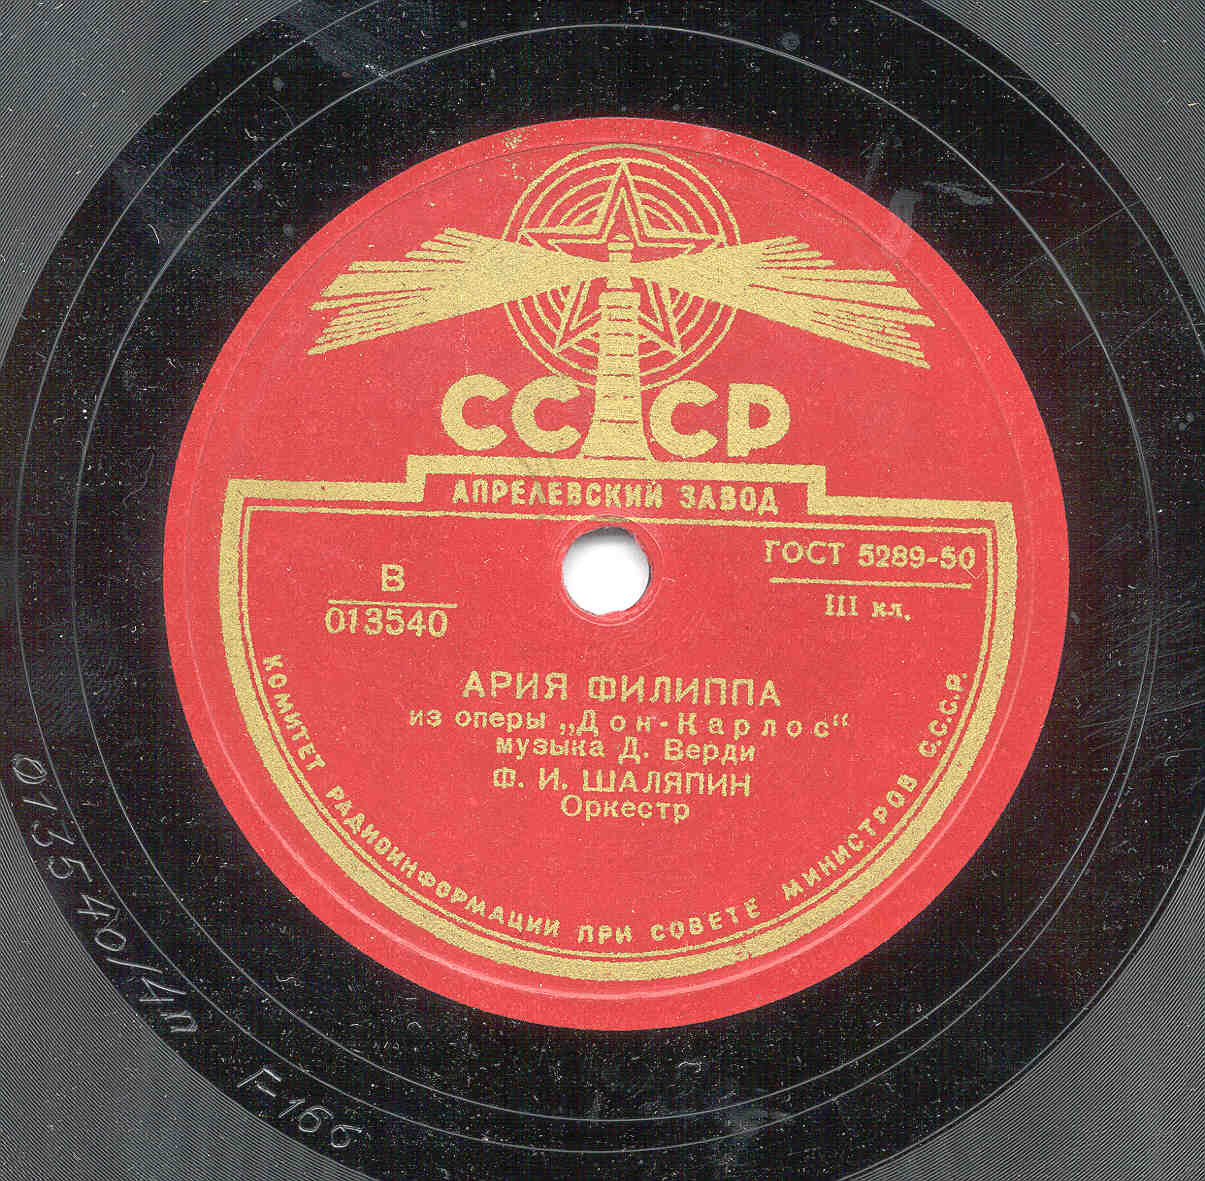 СССР
АПРЕЛЕВСКИЙ ЗАВОД
ГОСТ 5289-50
III кл.
В
013540
АРИЯ ФИЛИППА
из оперы „Дон-Карлос“
музыка Д. Верди
Ф. И. ШАЛЯПИН
Оркестр
КОМИТЕТ РАДИОИНФОРМАЦИИ ПРИ СОВЕТЕ МИНИСТРОВ С.С.С.Р.
013540/4п
Г-166